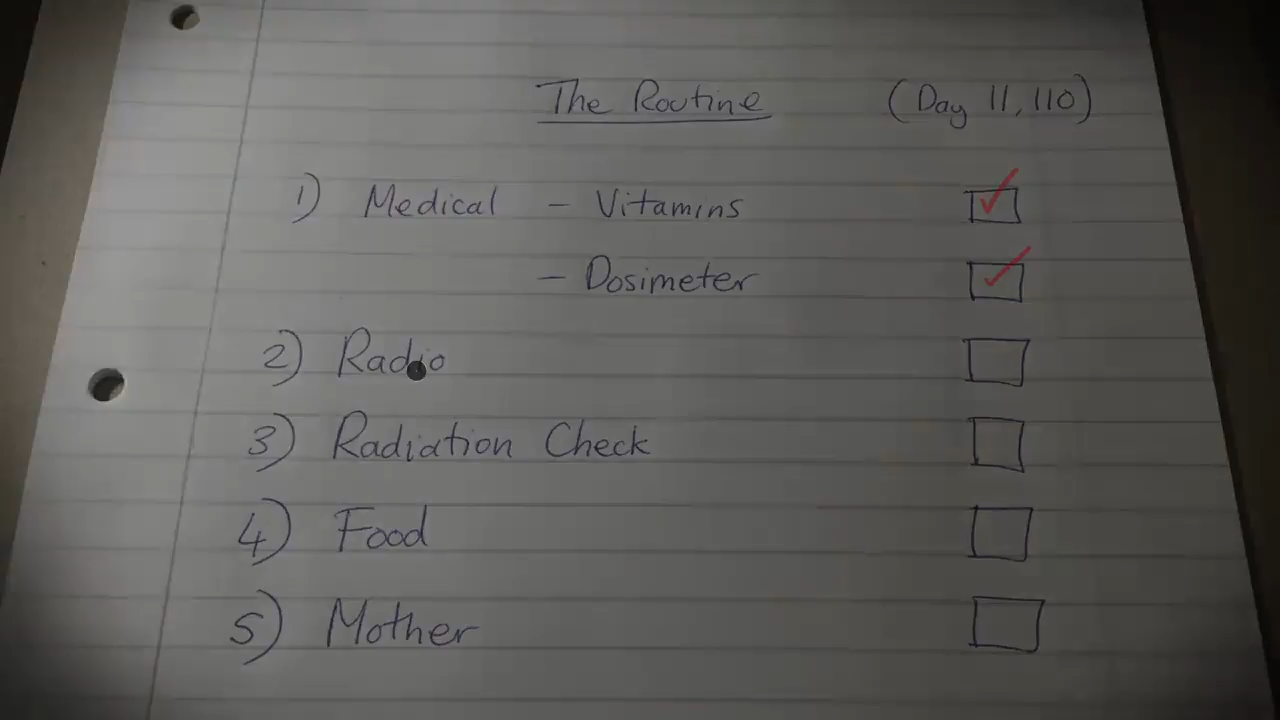 The Routine (Day 11,110)
1) Medical - Vitamins
- Dosimeter
2) Radio
3) Radiation Check
4) Food
5) Mother